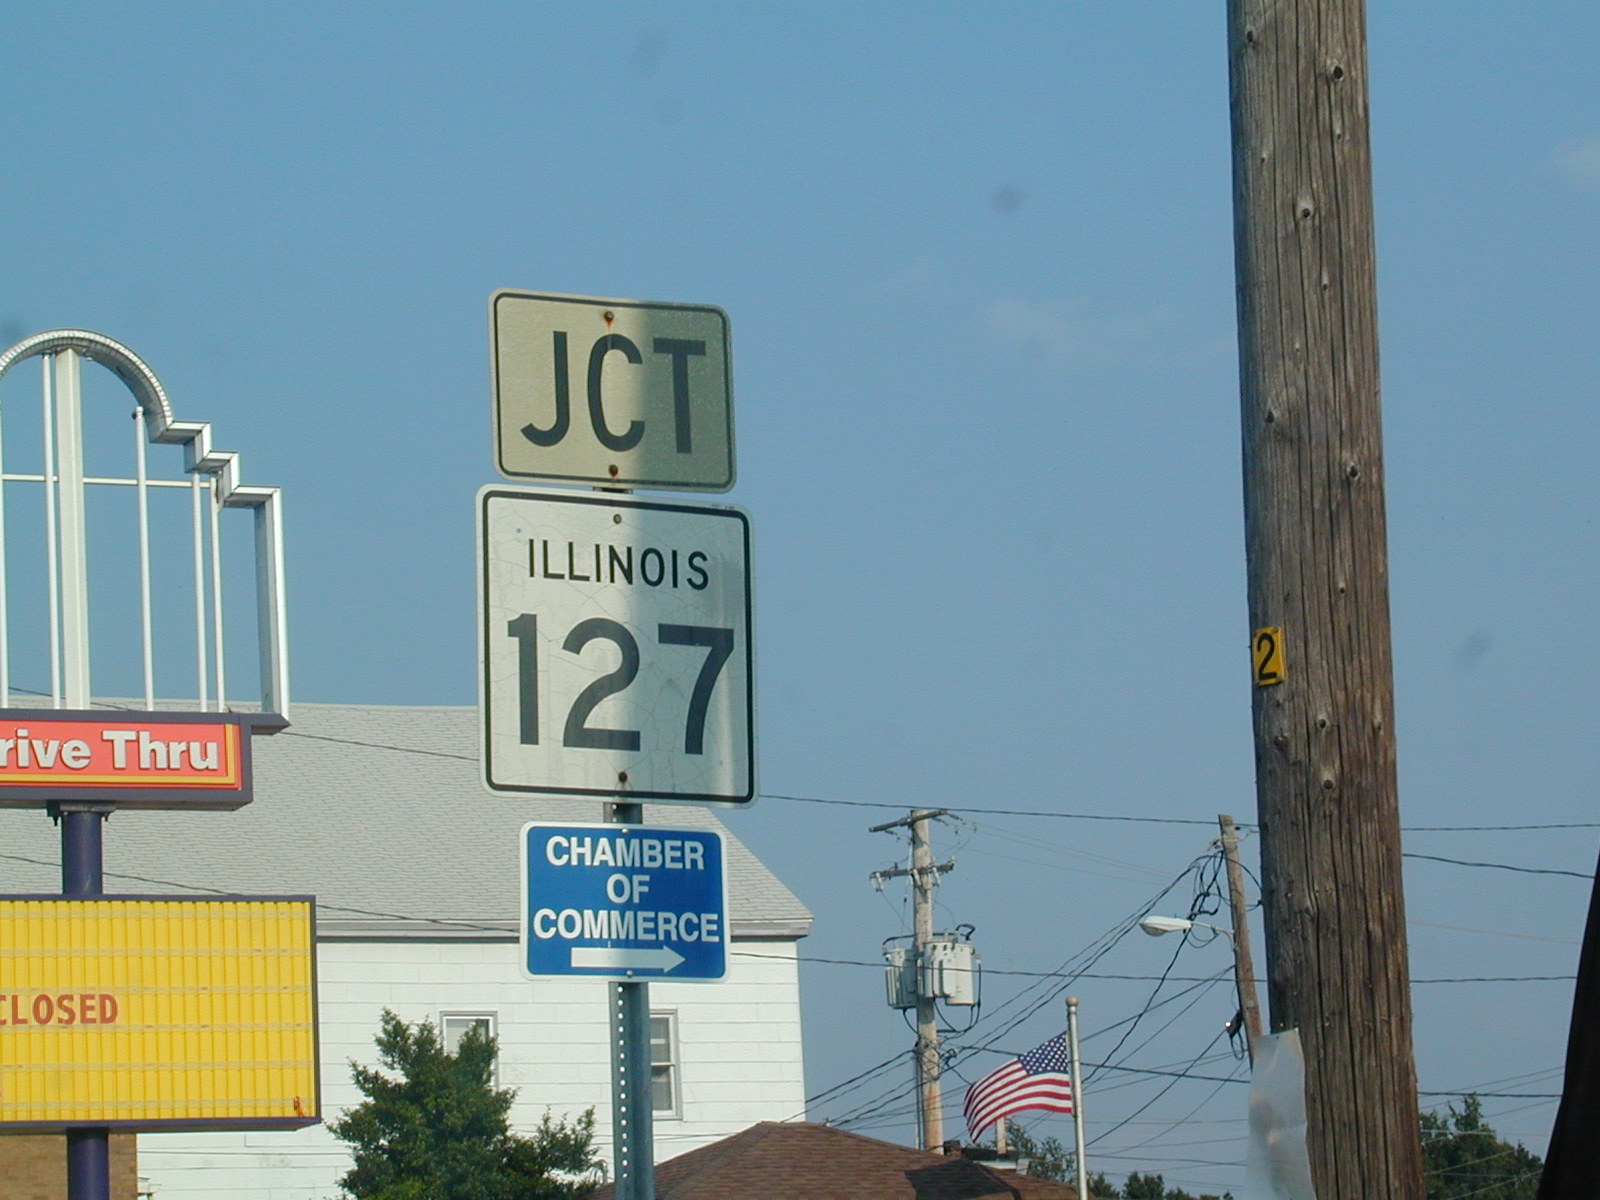 JCT
ILLINOIS
127
CHAMBER
OF
COMMERCE
rive Thru
CLOSED
2